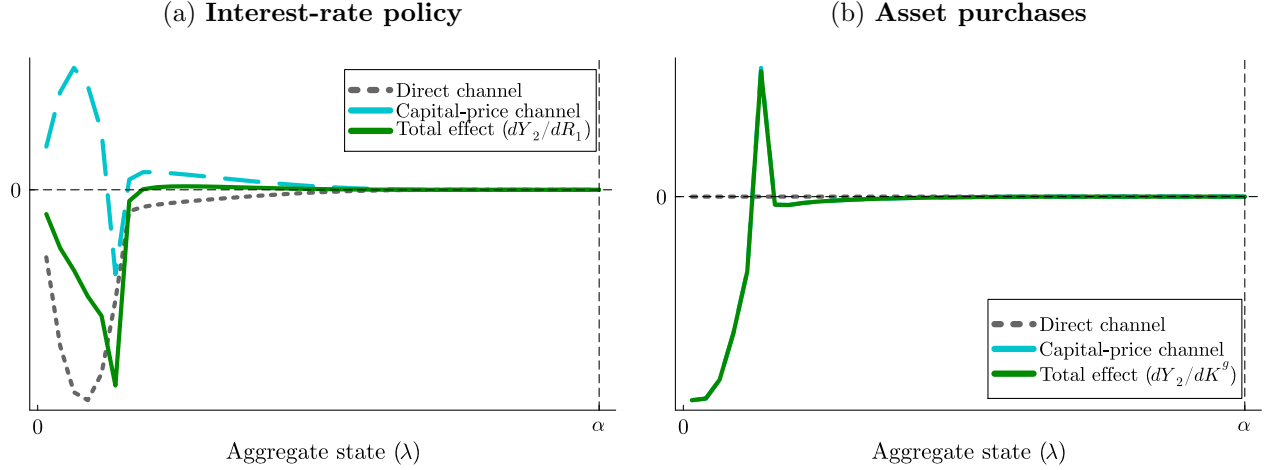 (a) Interest-rate policy
Direct channel
Capital-price channel
Total effect (dY₂/dR₁)
0
0
α
Aggregate state (λ)
(b) Asset purchases
0
Direct channel
Capital-price channel
Total effect (dY₂/dKᵍ)
0
α
Aggregate state (λ)